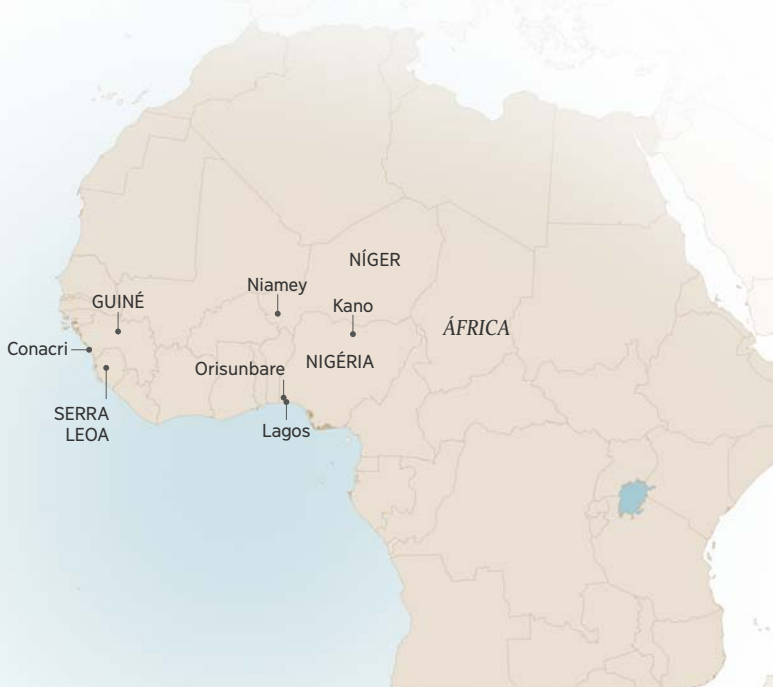 NÍGER
Niamey
GUINÉ
Kano
ÁFRICA
Conacri
Orisunbare
NIGÉRIA
SERRA
LEOA
Lagos